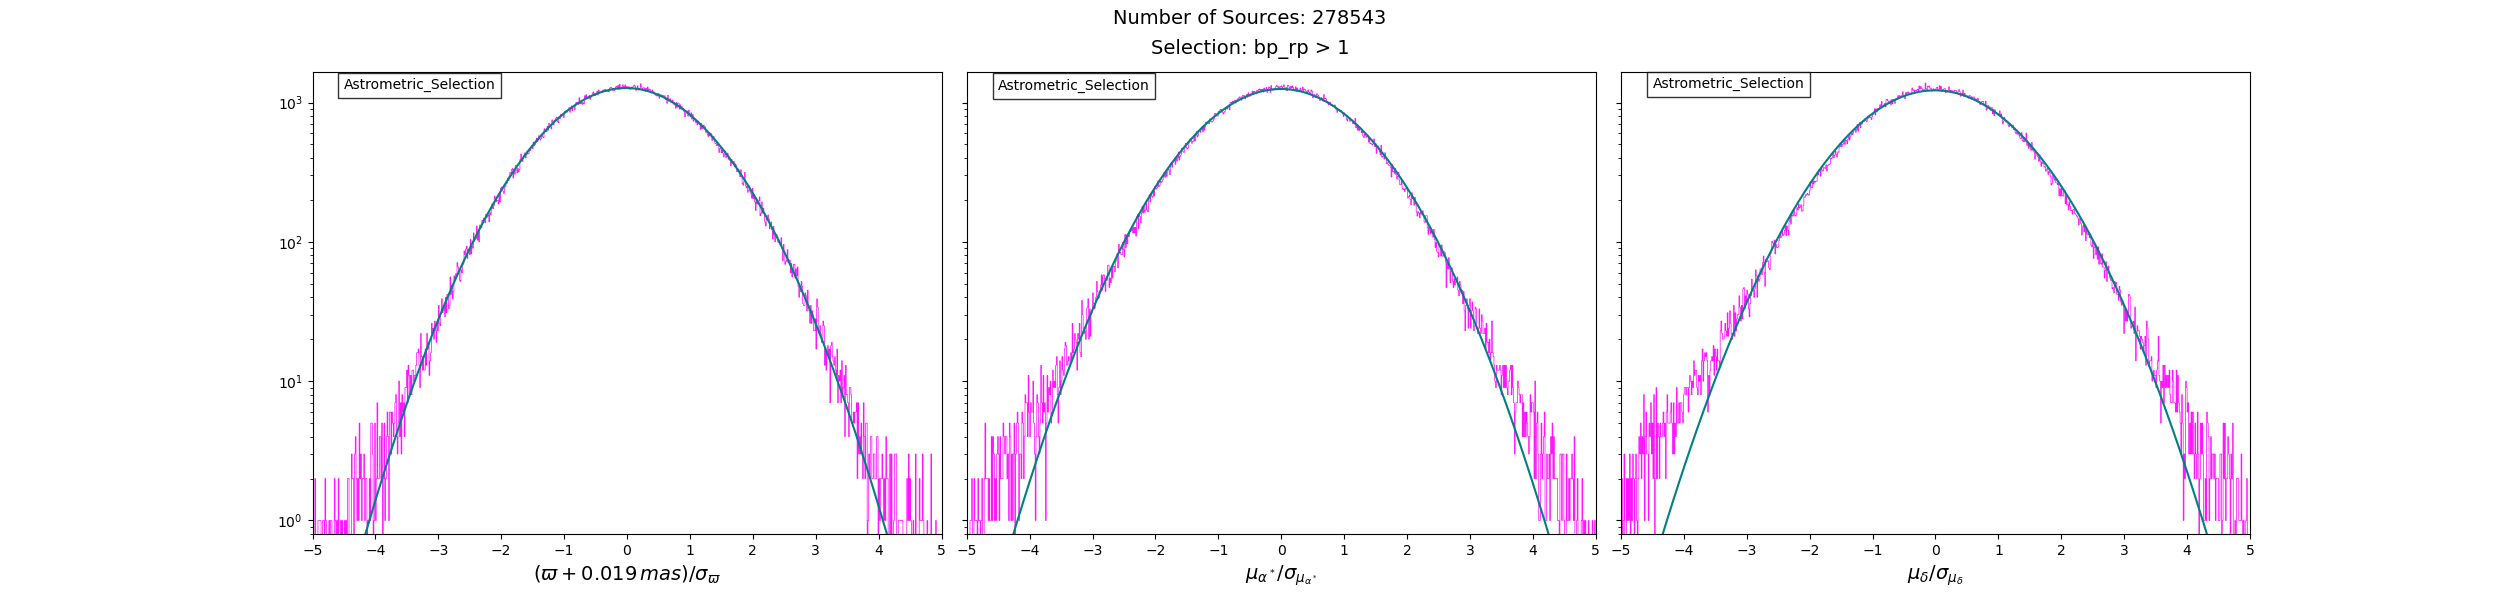 Number of Sources: 278543
Selection: bp_rp > 1
Astrometric_Selection
Astrometric_Selection
Astrometric_Selection
10³
10²
10¹
10⁰
−5 −4 −3 −2 −1 0 1 2 3 4 5
−5 −4 −3 −2 −1 0 1 2 3 4 5
−5 −4 −3 −2 −1 0 1 2 3 4 5
(ϖ + 0.019 mas)/σ_ϖ
μ_α*/σ_μ_α*
μ_δ/σ_μ_δ